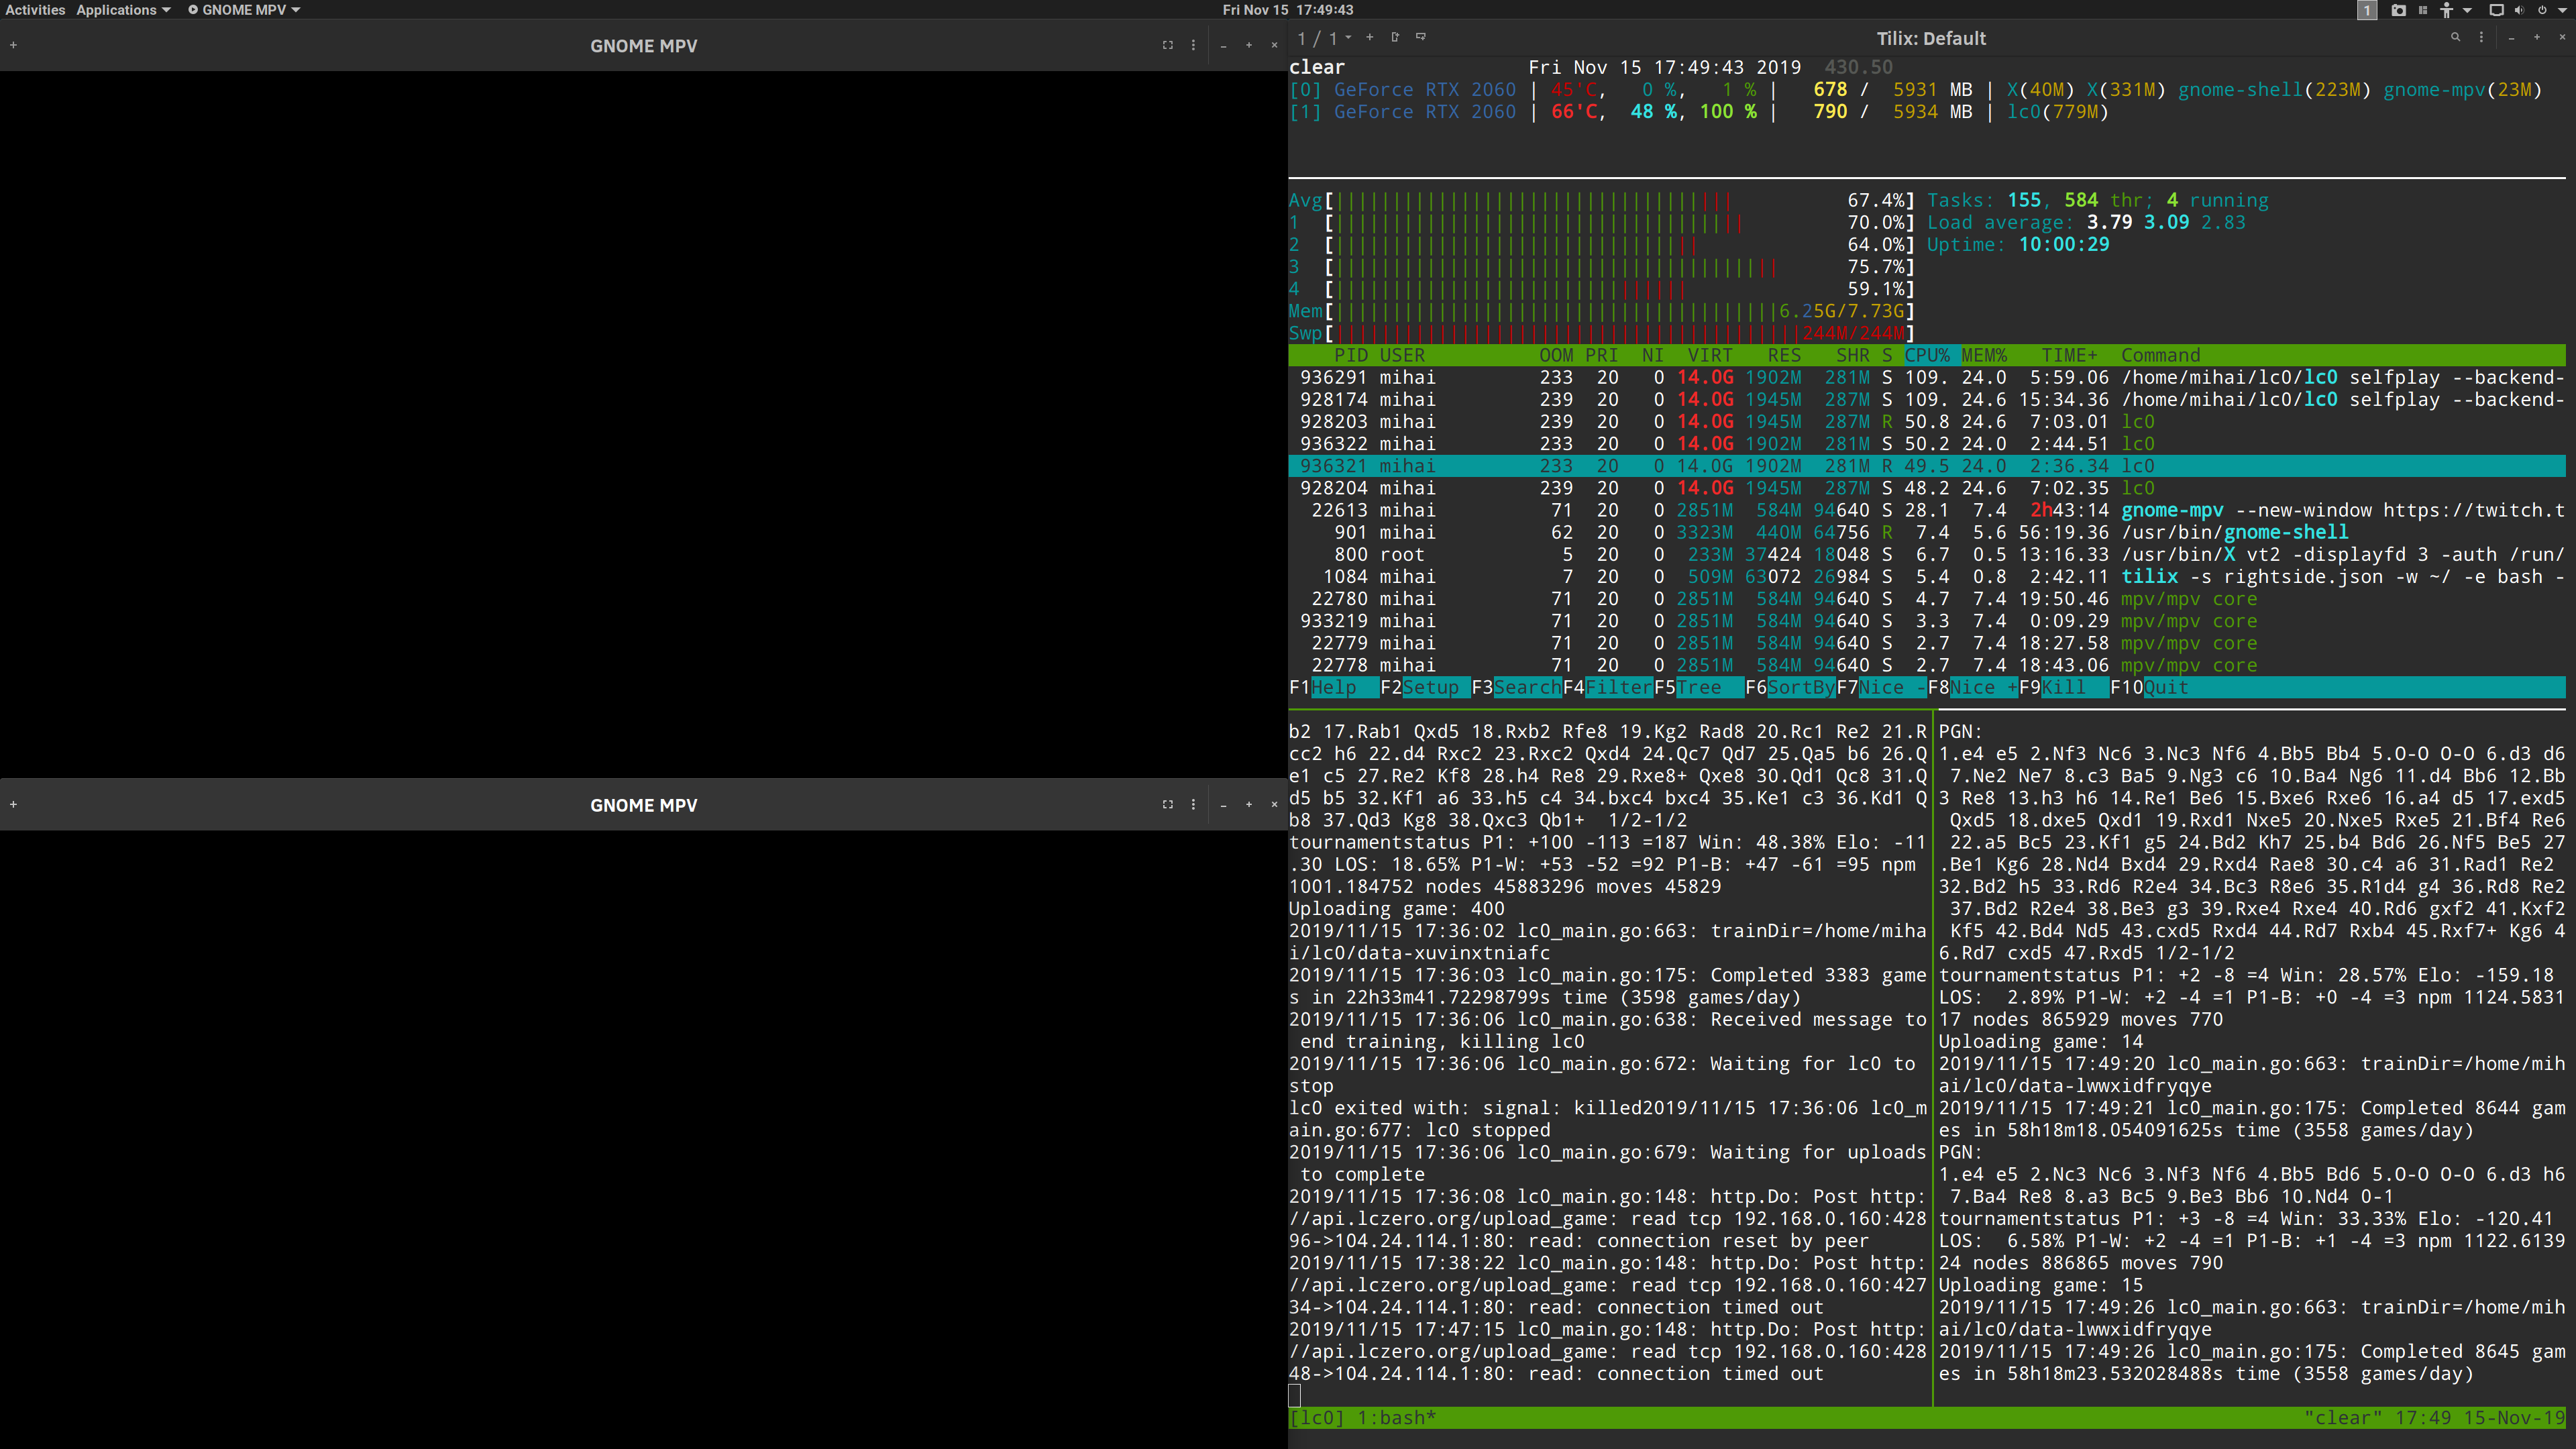 Activities Applications GNOME MPV Fri Nov 15 17:49:43 1
GNOME MPV
GNOME MPV
1 / 1 Tilix: Default
clear Fri Nov 15 17:49:43 2019 430.50
[0] GeForce RTX 2060 | 45'C, 0 %, 1 % | 678 / 5931 MB | X(40M) X(331M) gnome-shell(223M) gnome-mpv(23M)
[1] GeForce RTX 2060 | 66'C, 48 %, 100 % | 790 / 5934 MB | lc0(779M)
Avg[ 67.4%] Tasks: 155, 584 thr; 4 running
1 [ 70.0%] Load average: 3.79 3.09 2.83
2 [ 64.0%] Uptime: 10:00:29
3 [ 75.7%]
4 [ 59.1%]
Mem[ 6.25G/7.73G]
Swp[ 244M/244M]
PID USER OOM PRI NI VIRT RES SHR S CPU% MEM% TIME+ Command
936291 mihai 233 20 0 14.0G 1902M 281M S 109. 24.0 5:59.06 /home/mihai/lc0/lc0 selfplay --backend-
928174 mihai 239 20 0 14.0G 1945M 287M S 109. 24.6 15:34.36 /home/mihai/lc0/lc0 selfplay --backend-
928203 mihai 239 20 0 14.0G 1945M 287M R 50.8 24.6 7:03.01 lc0
936322 mihai 233 20 0 14.0G 1902M 281M S 50.2 24.0 2:44.51 lc0
936321 mihai 233 20 0 14.0G 1902M 281M R 49.5 24.0 2:36.34 lc0
928204 mihai 239 20 0 14.0G 1945M 287M S 48.2 24.6 7:02.35 lc0
22613 mihai 71 20 0 2851M 584M 94640 S 28.1 7.4 2h43:14 gnome-mpv --new-window https://twitch.t
901 mihai 62 20 0 3323M 440M 64756 R 7.4 5.6 56:19.36 /usr/bin/gnome-shell
800 root 5 20 0 233M 37424 18048 S 6.7 0.5 13:16.33 /usr/bin/X vt2 -displayfd 3 -auth /run/
1084 mihai 7 20 0 509M 63072 26984 S 5.4 0.8 2:42.11 tilix -s rightside.json -w ~/ -e bash -
22780 mihai 71 20 0 2851M 584M 94640 S 4.7 7.4 19:50.46 mpv/mpv core
933219 mihai 71 20 0 2851M 584M 94640 S 3.3 7.4 0:09.29 mpv/mpv core
22779 mihai 71 20 0 2851M 584M 94640 S 2.7 7.4 18:27.58 mpv/mpv core
22778 mihai 71 20 0 2851M 584M 94640 S 2.7 7.4 18:43.06 mpv/mpv core
F1Help F2Setup F3SearchF4FilterF5Tree F6SortByF7Nice -F8Nice +F9Kill F10Quit
b2 17.Rab1 Qxd5 18.Rxb2 Rfe8 19.Kg2 Rad8 20.Rc1 Re2 21.R
cc2 h6 22.d4 Rxc2 23.Rxc2 Qxd4 24.Qc7 Qd7 25.Qa5 b6 26.Q
e1 c5 27.Re2 Kf8 28.h4 Re8 29.Rxe8+ Qxe8 30.Qd1 Qc8 31.Q
d5 b5 32.Kf1 a6 33.h5 c4 34.bxc4 bxc4 35.Ke1 c3 36.Kd1 Q
b8 37.Qd3 Kg8 38.Qxc3 Qb1+ 1/2-1/2
tournamentstatus P1: +100 -113 =187 Win: 48.38% Elo: -11
.30 LOS: 18.65% P1-W: +53 -52 =92 P1-B: +47 -61 =95 npm
1001.184752 nodes 45883296 moves 45829
Uploading game: 400
2019/11/15 17:36:02 lc0_main.go:663: trainDir=/home/miha
i/lc0/data-xuvinxtniafc
2019/11/15 17:36:03 lc0_main.go:175: Completed 3383 game
s in 22h33m41.72298799s time (3598 games/day)
2019/11/15 17:36:06 lc0_main.go:638: Received message to
end training, killing lc0
2019/11/15 17:36:06 lc0_main.go:672: Waiting for lc0 to
stop
lc0 exited with: signal: killed2019/11/15 17:36:06 lc0_m
ain.go:677: lc0 stopped
2019/11/15 17:36:06 lc0_main.go:679: Waiting for uploads
to complete
2019/11/15 17:36:08 lc0_main.go:148: http.Do: Post http:
//api.lczero.org/upload_game: read tcp 192.168.0.160:428
96->104.24.114.1:80: read: connection reset by peer
2019/11/15 17:38:22 lc0_main.go:148: http.Do: Post http:
//api.lczero.org/upload_game: read tcp 192.168.0.160:427
34->104.24.114.1:80: read: connection timed out
2019/11/15 17:47:15 lc0_main.go:148: http.Do: Post http:
//api.lczero.org/upload_game: read tcp 192.168.0.160:428
48->104.24.114.1:80: read: connection timed out
PGN:
1.e4 e5 2.Nf3 Nc6 3.Nc3 Nf6 4.Bb5 Bb4 5.O-O O-O 6.d3 d6
7.Ne2 Ne7 8.c3 Ba5 9.Ng3 c6 10.Ba4 Ng6 11.d4 Bb6 12.Bb
3 Re8 13.h3 h6 14.Re1 Be6 15.Bxe6 Rxe6 16.a4 d5 17.exd5
Qxd5 18.dxe5 Qxd1 19.Rxd1 Nxe5 20.Nxe5 Rxe5 21.Bf4 Re6
22.a5 Bc5 23.Kf1 g5 24.Bd2 Kh7 25.b4 Bd6 26.Nf5 Be5 27
.Be1 Kg6 28.Nd4 Bxd4 29.Rxd4 Rae8 30.c4 a6 31.Rad1 Re2
32.Bd2 h5 33.Rd6 R2e4 34.Bc3 R8e6 35.R1d4 g4 36.Rd8 Re2
37.Bd2 R2e4 38.Be3 g3 39.Rxe4 Rxe4 40.Rd6 gxf2 41.Kxf2
Kf5 42.Bd4 Nd5 43.cxd5 Rxd4 44.Rd7 Rxb4 45.Rxf7+ Kg6 4
6.Rd7 cxd5 47.Rxd5 1/2-1/2
tournamentstatus P1: +2 -8 =4 Win: 28.57% Elo: -159.18
LOS: 2.89% P1-W: +2 -4 =1 P1-B: +0 -4 =3 npm 1124.5831
17 nodes 865929 moves 770
Uploading game: 14
2019/11/15 17:49:20 lc0_main.go:663: trainDir=/home/mih
ai/lc0/data-lwwxidfryqye
2019/11/15 17:49:21 lc0_main.go:175: Completed 8644 gam
es in 58h18m18.054091625s time (3558 games/day)
PGN:
1.e4 e5 2.Nc3 Nc6 3.Nf3 Nf6 4.Bb5 Bd6 5.O-O O-O 6.d3 h6
7.Ba4 Re8 8.a3 Bc5 9.Be3 Bb6 10.Nd4 0-1
tournamentstatus P1: +3 -8 =4 Win: 33.33% Elo: -120.41
LOS: 6.58% P1-W: +2 -4 =1 P1-B: +1 -4 =3 npm 1122.6139
24 nodes 886865 moves 790
Uploading game: 15
2019/11/15 17:49:26 lc0_main.go:663: trainDir=/home/mih
ai/lc0/data-lwwxidfryqye
2019/11/15 17:49:26 lc0_main.go:175: Completed 8645 gam
es in 58h18m23.532028488s time (3558 games/day)
[lc0] 1:bash* "clear" 17:49 15-Nov-19